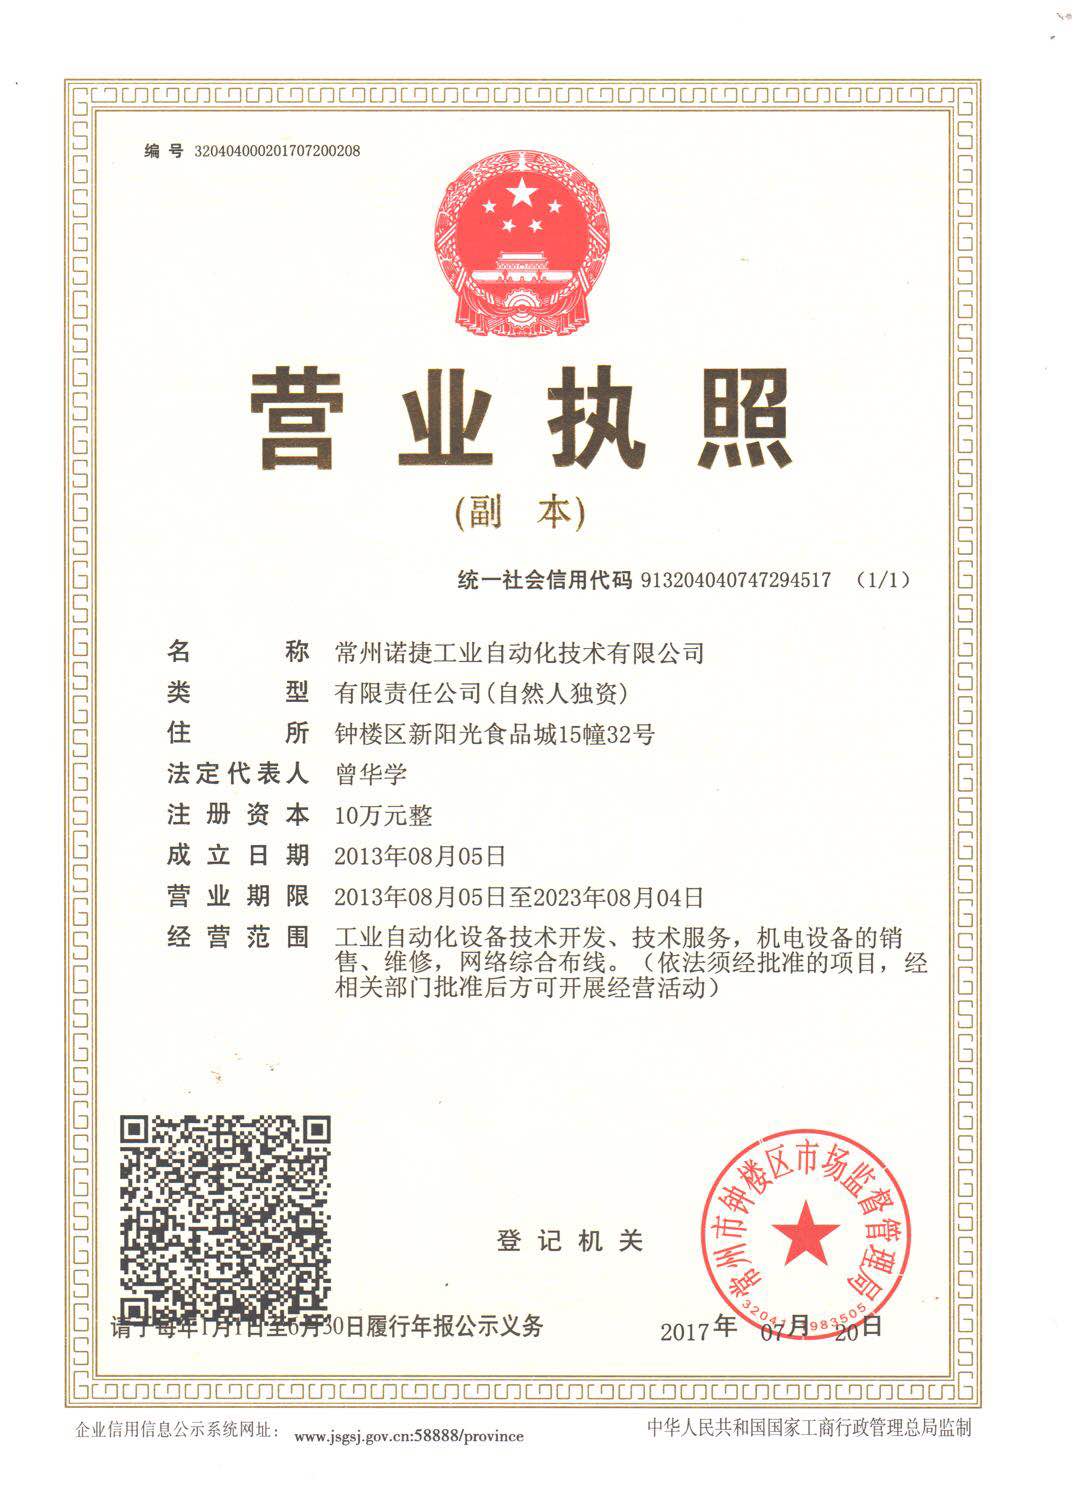 编 号 320404000201707200208
营业执照
(副 本)
统一社会信用代码 913204040747294517 (1/1)
名 称 常州诺捷工业自动化技术有限公司
类 型 有限责任公司(自然人独资)
住 所 钟楼区新阳光食品城15幢32号
法定代表人 曾华学
注 册 资 本 10万元整
成 立 日 期 2013年08月05日
营 业 期 限 2013年08月05日至2023年08月04日
经 营 范 围 工业自动化设备技术开发、技术服务，机电设备的销
售、维修，网络综合布线。（依法须经批准的项目，经
相关部门批准后方可开展经营活动）
常州市钟楼区市场监督管理局
登 记 机 关
请于每年1月1日至6月30日履行年报公示义务
2017年 07月 20日
企业信用信息公示系统网址： www.jsgsj.gov.cn:58888/province
中华人民共和国国家工商行政管理总局监制